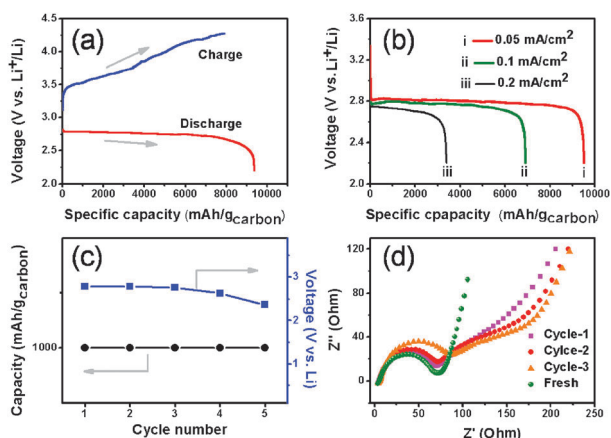 (a)
Charge
Discharge
4.5
4.0
3.5
3.0
2.5
2.0
0 2000 4000 6000 8000 10000
Voltage (V vs. Li+/Li)
Specific capacity (mAh/gcarbon)
(b)
i 0.05 mA/cm2
ii 0.1 mA/cm2
iii 0.2 mA/cm2
3.2
2.8
2.4
2.0
iii ii i
0 2000 4000 6000 8000 10000
Voltage (V vs. Li+/Li)
Specific cpapacity (mAh/gcarbon)
(c)
1000
3
2
1
1 2 3 4 5
Capacity (mAh/gcarbon)
Voltage (V vs. Li)
Cycle number
(d)
Cycle-1
Cylce-2
Cycle-3
Fresh
120
80
40
0
0 25 50 75 100 125 150 175 200 225 250
Z'' (Ohm)
Z' (Ohm)